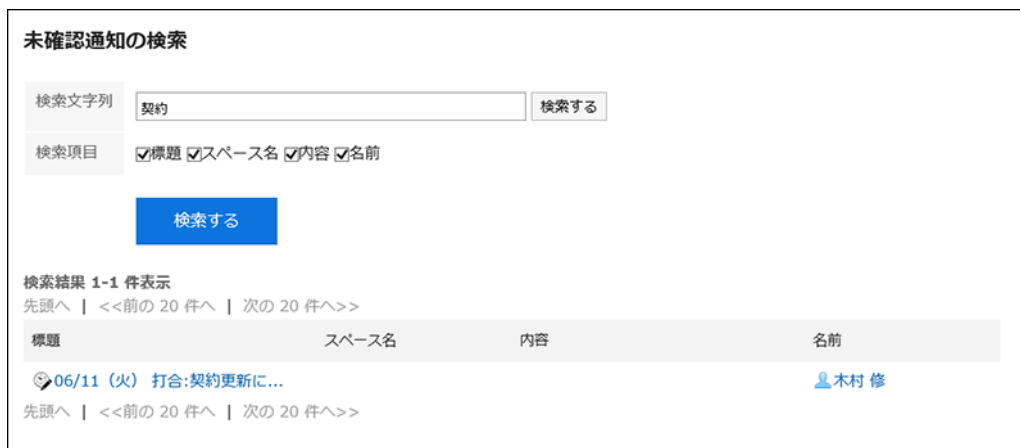 未確認通知の検索
検索文字列 契約 検索する
検索項目 標題 スペース名 内容 名前
検索する
検索結果 1-1 件表示
先頭へ | <<前の 20 件へ | 次の 20 件へ>>
標題 スペース名 内容 名前
06/11（火） 打合:契約更新に... 木村 修
先頭へ | <<前の 20 件へ | 次の 20 件へ>>